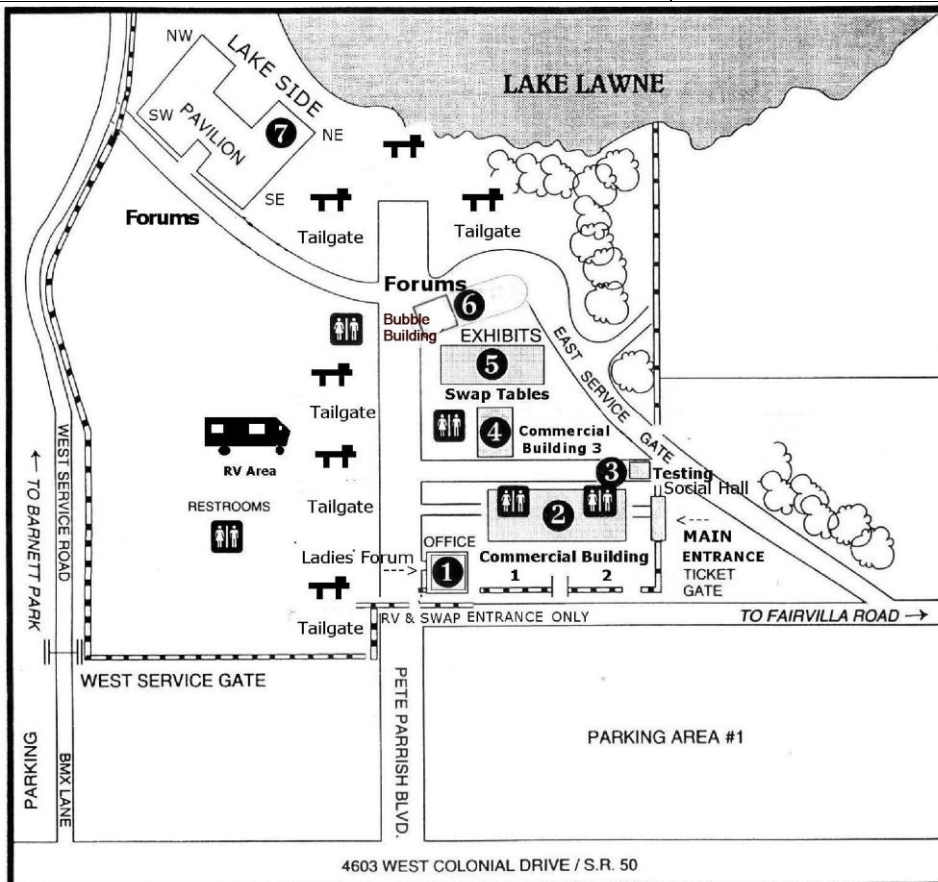 NW
LAKE SIDE
LAKE LAWNE
SW
PAVILION
7
NE
SE
Forums
Tailgate
Tailgate
Forums
6
Bubble
Building
EXHIBITS
5
Swap Tables
EAST SERVICE GATE
Tailgate
4
Commercial
Building 3
RV Area
3
Testing
Social Hall
Tailgate
RESTROOMS
2
WEST SERVICE ROAD
← TO BARNETT PARK
OFFICE
Ladies' Forum
1
Commercial Building
1 2
MAIN
ENTRANCE
TICKET
GATE
Tailgate
RV & SWAP ENTRANCE ONLY
TO FAIRVILLA ROAD →
WEST SERVICE GATE
PARKING
BMX LANE
PETE PARRISH BLVD.
PARKING AREA #1
4603 WEST COLONIAL DRIVE / S.R. 50